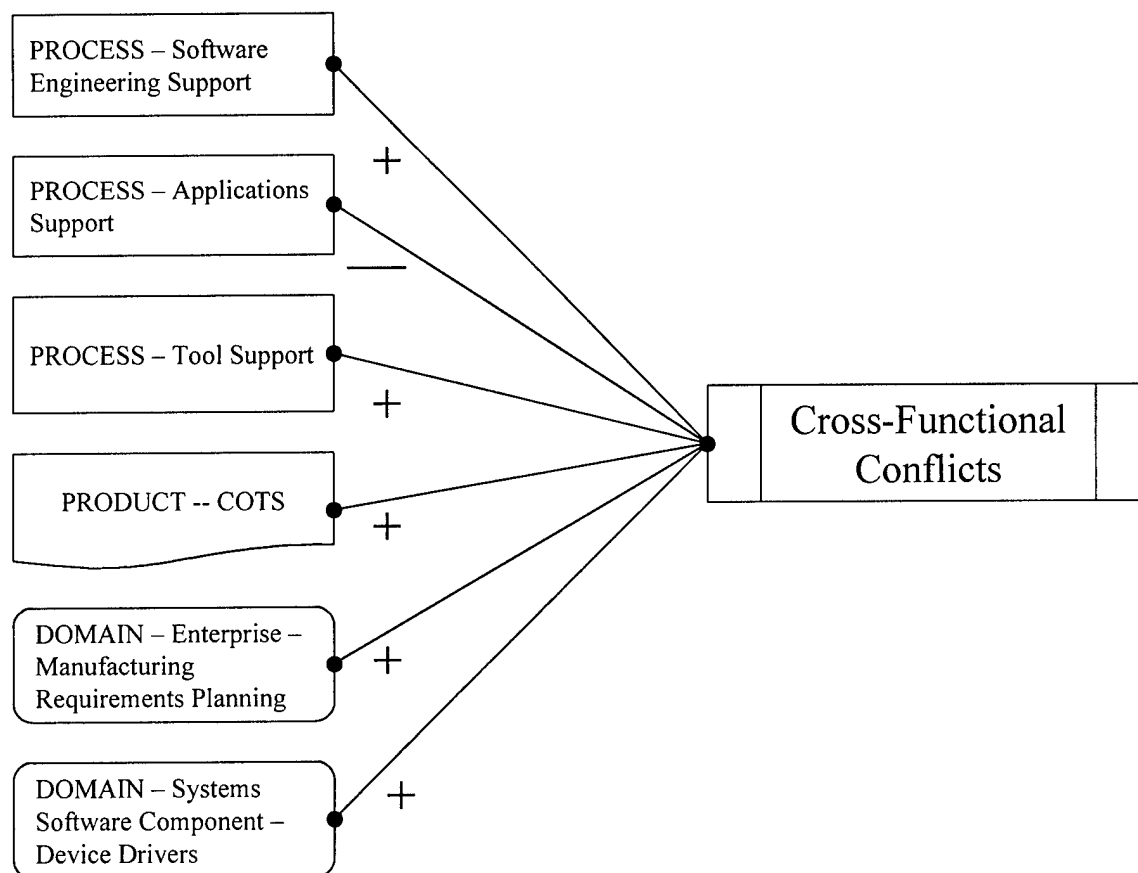 PROCESS – Software
Engineering Support
+
PROCESS – Applications
Support
—
PROCESS – Tool Support
+
Cross-Functional
Conflicts
PRODUCT -- COTS
+
DOMAIN – Enterprise –
Manufacturing
Requirements Planning
+
DOMAIN – Systems
Software Component –
Device Drivers
+